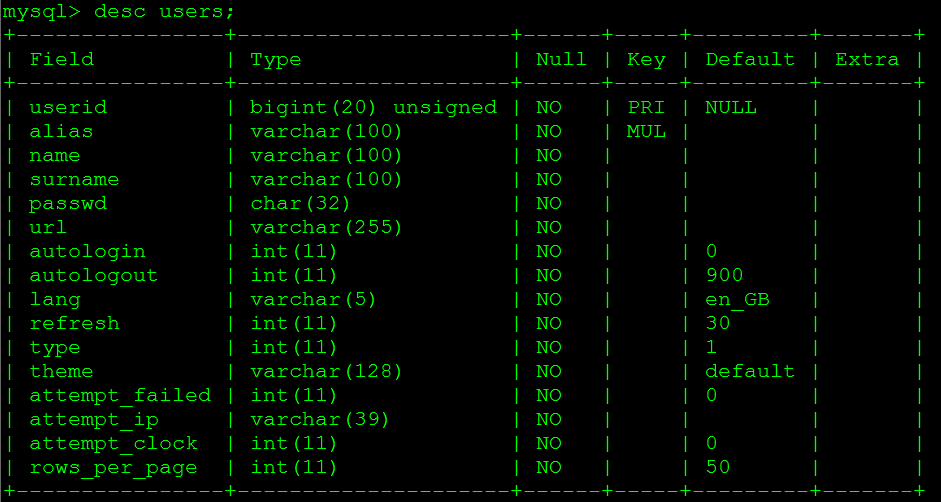 mysql> desc users;
+----------------+---------------------+------+-----+---------+-------+
| Field          | Type                | Null | Key | Default | Extra |
+----------------+---------------------+------+-----+---------+-------+
| userid         | bigint(20) unsigned | NO   | PRI | NULL    |       |
| alias          | varchar(100)        | NO   | MUL |         |       |
| name           | varchar(100)        | NO   |     |         |       |
| surname        | varchar(100)        | NO   |     |         |       |
| passwd         | char(32)            | NO   |     |         |       |
| url            | varchar(255)        | NO   |     |         |       |
| autologin      | int(11)             | NO   |     | 0       |       |
| autologout     | int(11)             | NO   |     | 900     |       |
| lang           | varchar(5)          | NO   |     | en_GB   |       |
| refresh        | int(11)             | NO   |     | 30      |       |
| type           | int(11)             | NO   |     | 1       |       |
| theme          | varchar(128)        | NO   |     | default |       |
| attempt_failed | int(11)             | NO   |     | 0       |       |
| attempt_ip     | varchar(39)         | NO   |     |         |       |
| attempt_clock  | int(11)             | NO   |     | 0       |       |
| rows_per_page  | int(11)             | NO   |     | 50      |       |
+----------------+---------------------+------+-----+---------+-------+